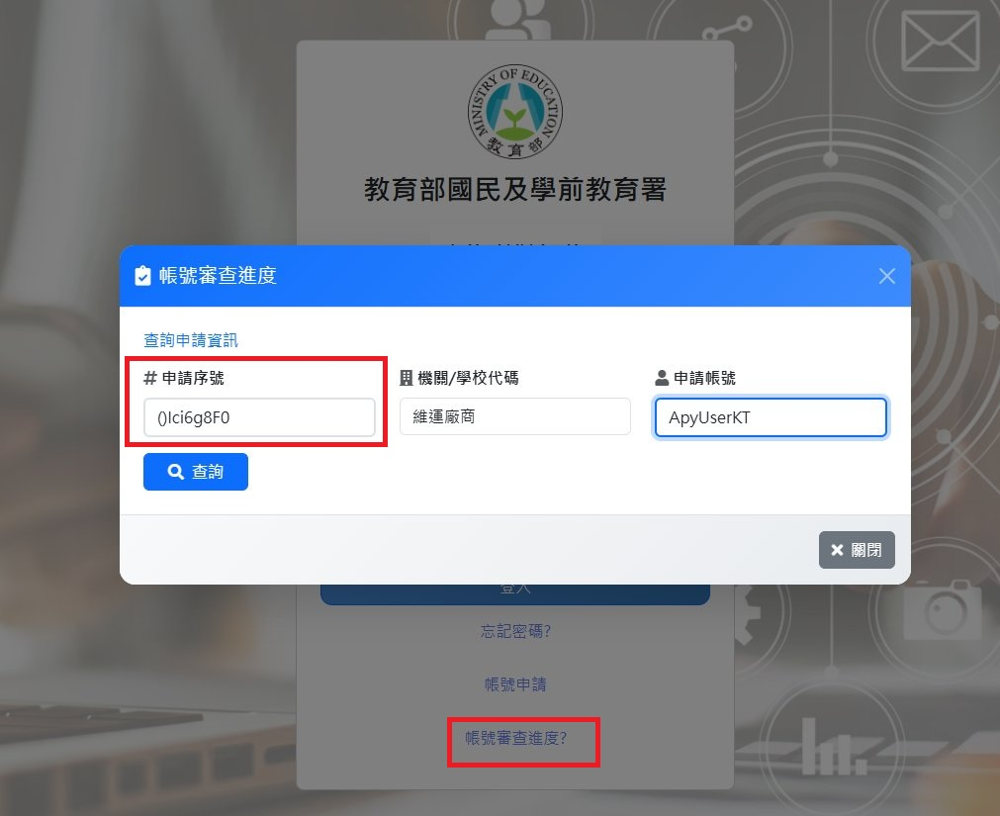 MINISTRY OF EDUCATION
教育部
教育部國民及學前教育署
帳號審查進度
查詢申請資訊
# 申請序號
機關/學校代碼
申請帳號
()Ici6g8F0
維運廠商
ApyUserKT
查詢
關閉
登入
忘記密碼?
帳號申請
帳號審查進度?